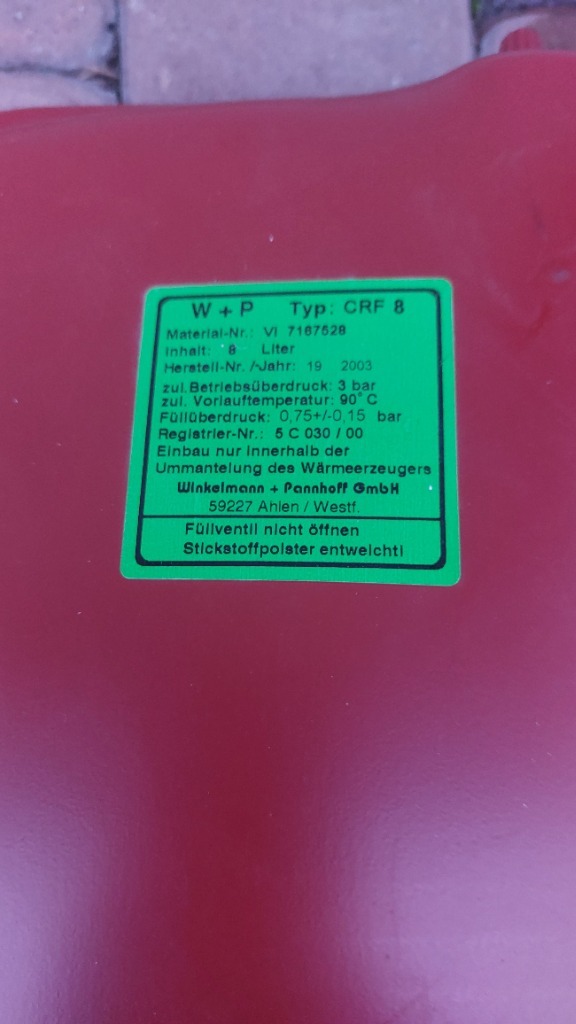 W + P Typ: CRF 8
Material-Nr.: VI 7167528
Inhalt: 8 Liter
Herstell-Nr. /-Jahr: 19 2003
zul. Betriebsüberdruck: 3 bar
zul. Vorlauftemperatur: 90°C
Füllüberdruck: 0,75+/-0,15 bar
Registrier-Nr.: 5 C 030 / 00
Einbau nur innerhalb der
Ummantelung des Wärmeerzeugers
Winkelmann + Pannhoff GmbH
59227 Ahlen / Westf.
Füllventil nicht öffnen
Stickstoffpolster entweicht!